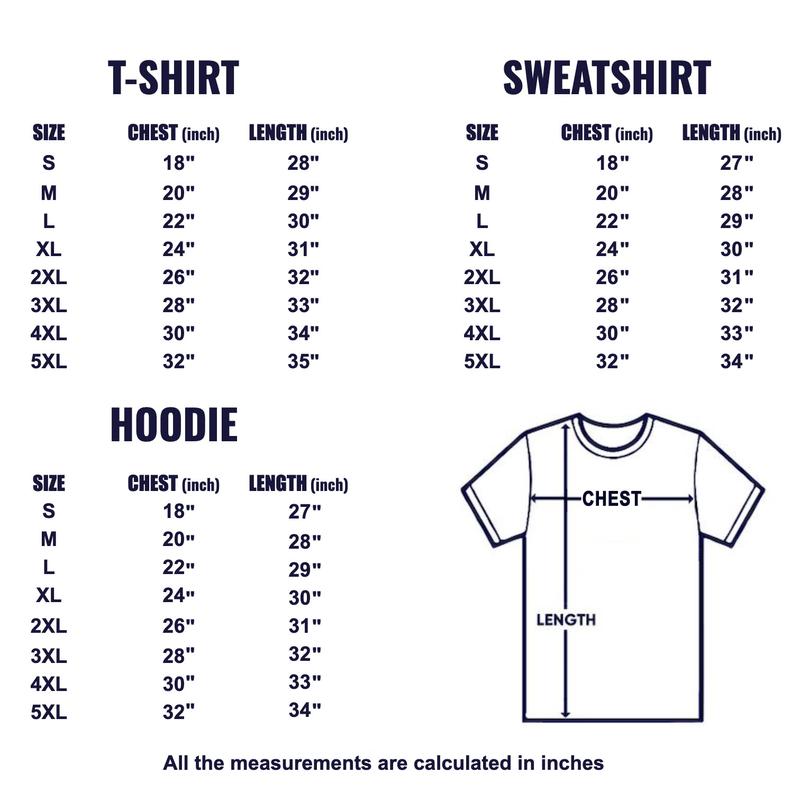 T-SHIRT
SIZE CHEST (inch) LENGTH (inch)
S 18" 28"
M 20" 29"
L 22" 30"
XL 24" 31"
2XL 26" 32"
3XL 28" 33"
4XL 30" 34"
5XL 32" 35"
SWEATSHIRT
SIZE CHEST (inch) LENGTH (inch)
S 18" 27"
M 20" 28"
L 22" 29"
XL 24" 30"
2XL 26" 31"
3XL 28" 32"
4XL 30" 33"
5XL 32" 34"
HOODIE
SIZE CHEST (inch) LENGTH (inch)
S 18" 27"
M 20" 28"
L 22" 29"
XL 24" 30"
2XL 26" 31"
3XL 28" 32"
4XL 30" 33"
5XL 32" 34"
CHEST
LENGTH
All the measurements are calculated in inches